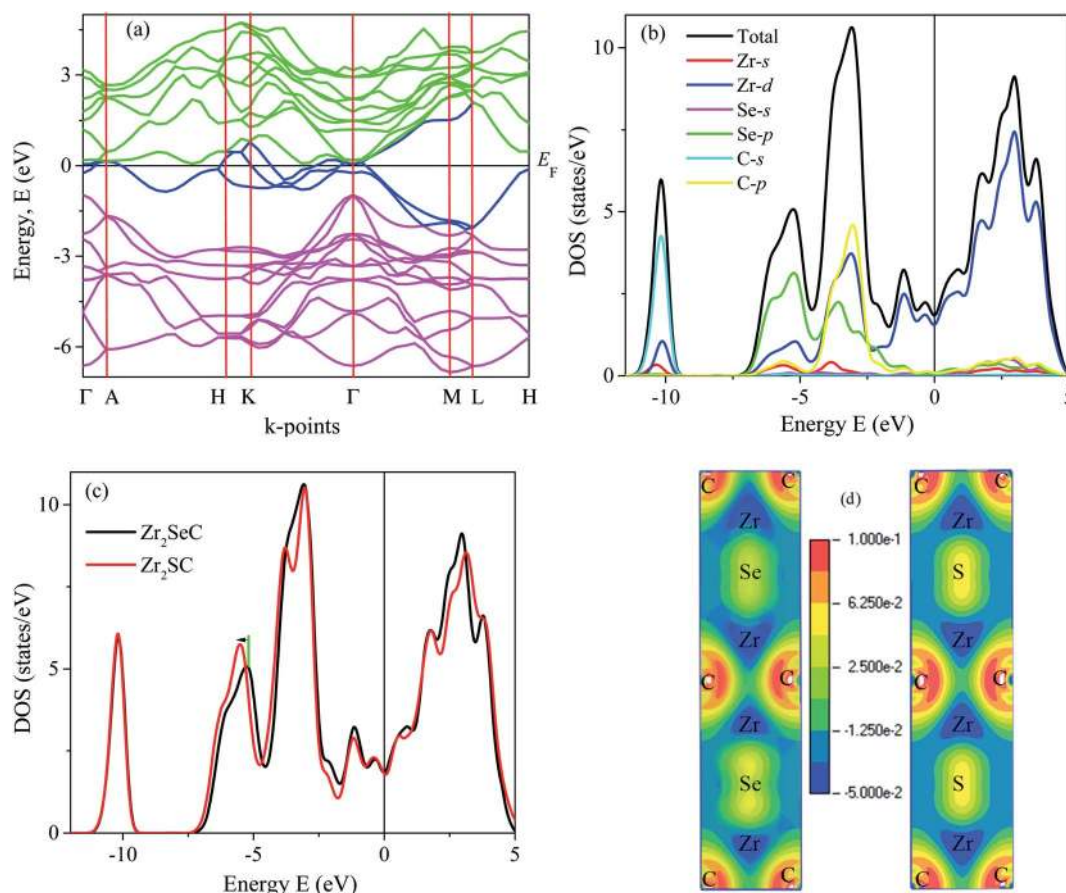 (a)
Energy, E (eV)
3
0
-3
-6
E_F
Γ A H K Γ M L H
k-points
(b)
Total
Zr-s
Zr-d
Se-s
Se-p
C-s
C-p
DOS (states/eV)
10
5
0
-10 -5 0 5
Energy E (eV)
(c)
Zr₂SeC
Zr₂SC
DOS (states/eV)
10
5
0
-10 -5 0 5
Energy E (eV)
(d)
C C
Zr
Se
Zr
C C
Zr
Se
Zr
C C
1.000e-1
6.250e-2
2.500e-2
-1.250e-2
-5.000e-2
C C
Zr
S
Zr
C C
Zr
S
Zr
C C